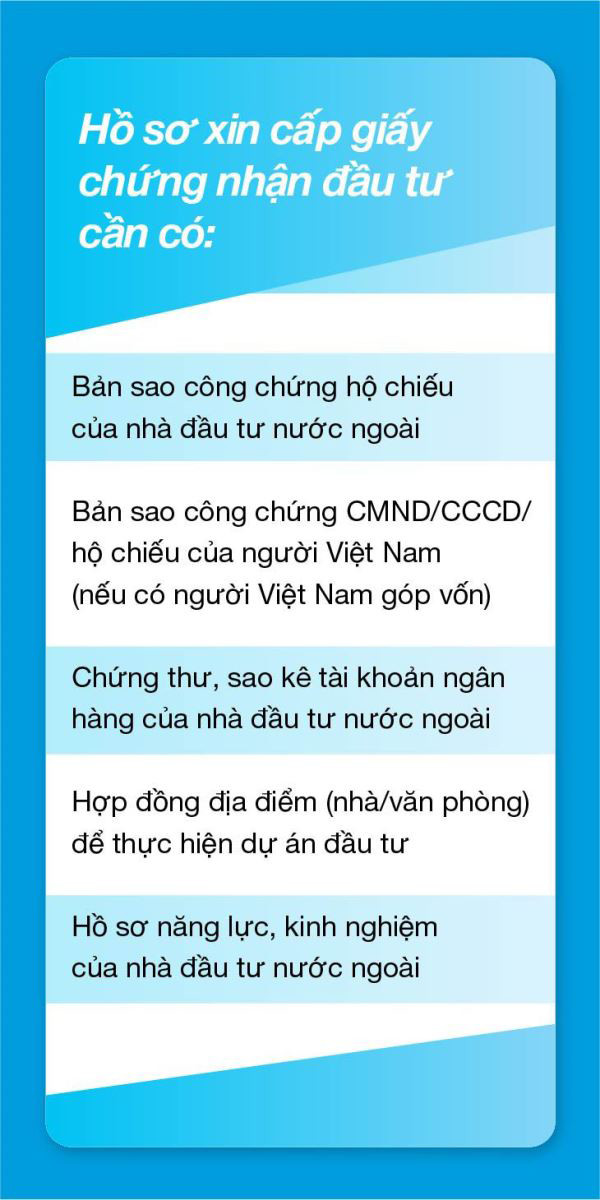 Hồ sơ xin cấp giấy
chứng nhận đầu tư
cần có:
Bản sao công chứng hộ chiếu
của nhà đầu tư nước ngoài
Bản sao công chứng CMND/CCCD/
hộ chiếu của người Việt Nam
(nếu có người Việt Nam góp vốn)
Chứng thư, sao kê tài khoản ngân
hàng của nhà đầu tư nước ngoài
Hợp đồng địa điểm (nhà/văn phòng)
để thực hiện dự án đầu tư
Hồ sơ năng lực, kinh nghiệm
của nhà đầu tư nước ngoài